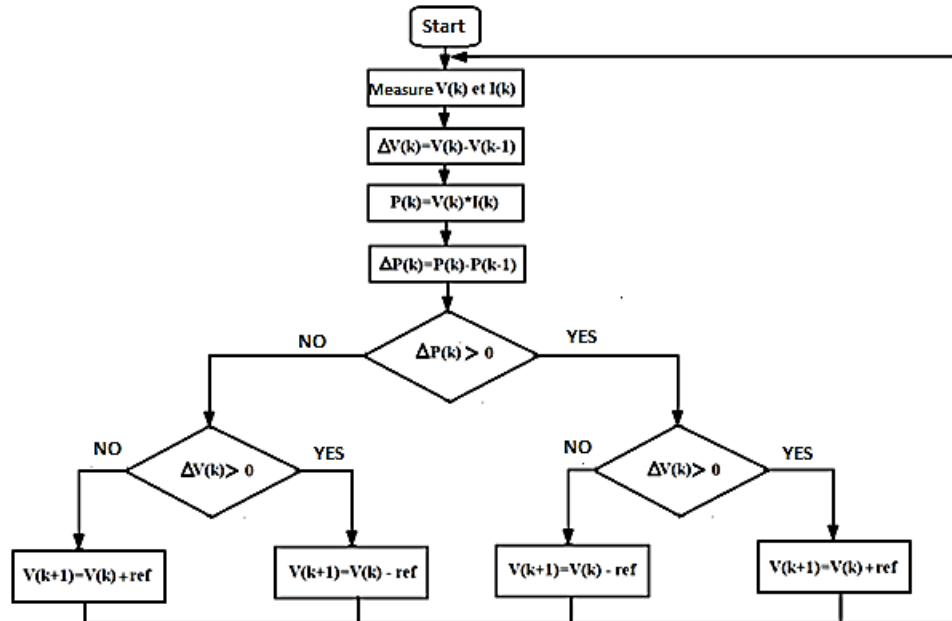 Start
Measure V(k) et I(k)
ΔV(k)=V(k)-V(k-1)
P(k)=V(k)*I(k)
ΔP(k)=P(k)-P(k-1)
NO
ΔP(k) > 0
YES
NO
ΔV(k) > 0
YES
NO
ΔV(k) > 0
YES
V(k+1)=V(k) +ref
V(k+1)=V(k) - ref
V(k+1)=V(k) - ref
V(k+1)=V(k) +ref